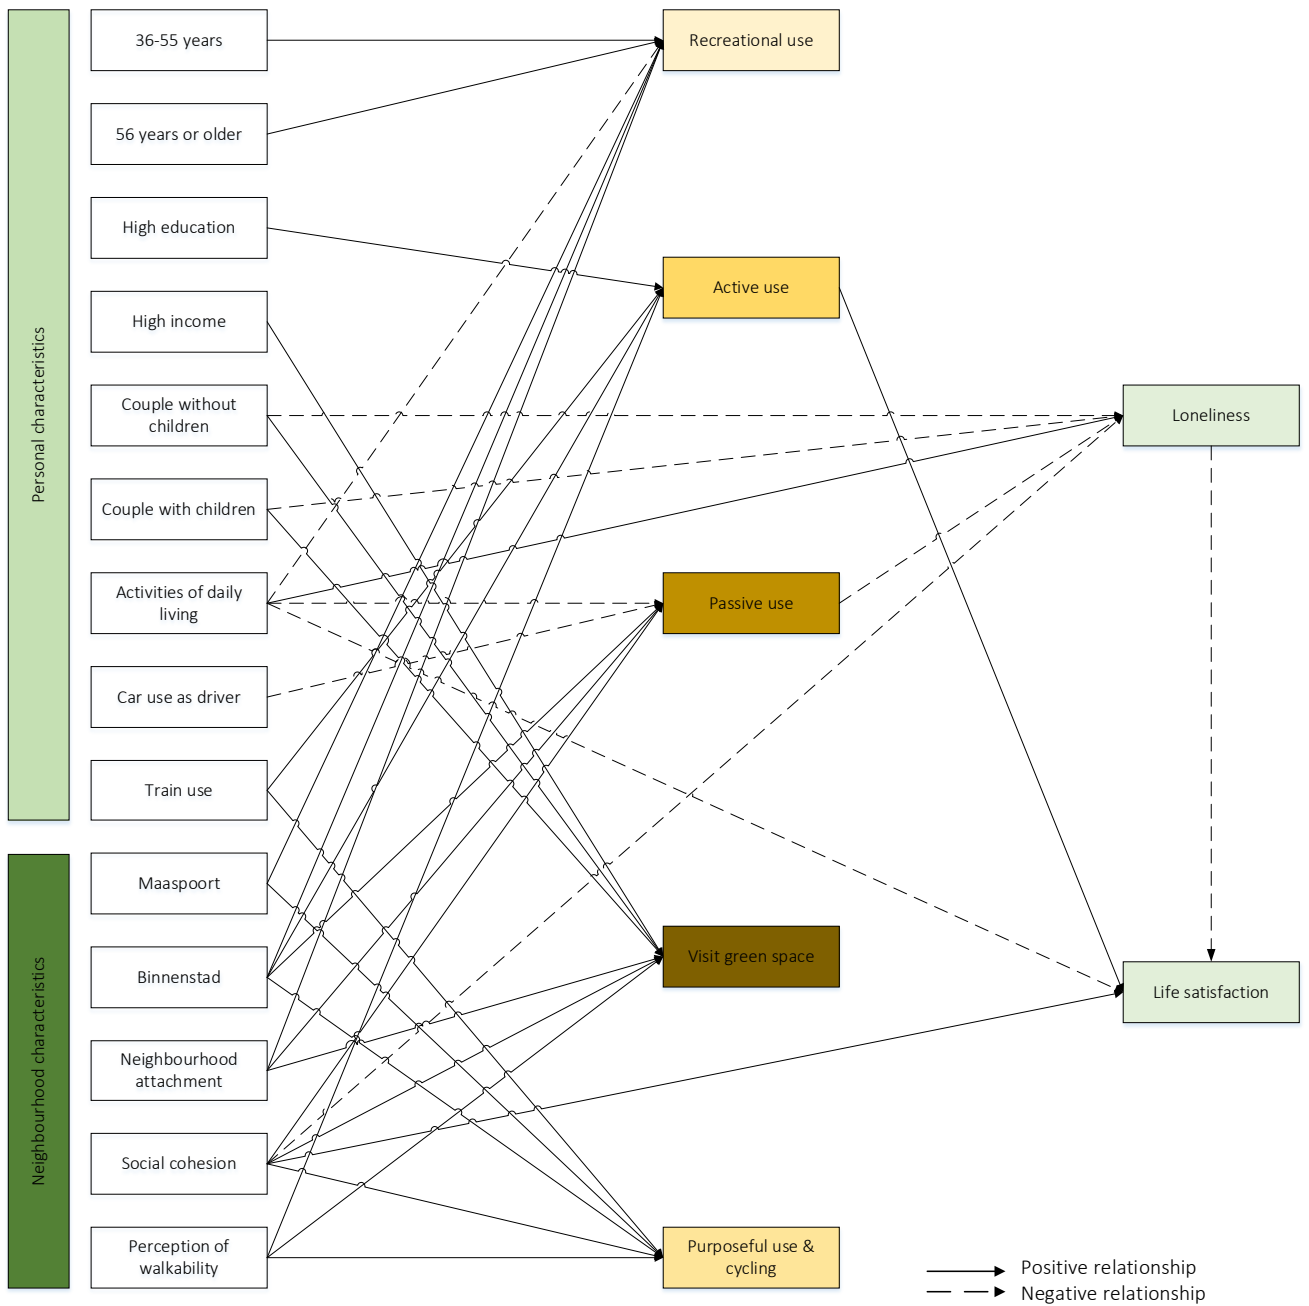 Personal characteristics
Neighbourhood characteristics
36-55 years
56 years or older
High education
High income
Couple without
children
Couple with children
Activities of daily
living
Car use as driver
Train use
Maaspoort
Binnenstad
Neighbourhood
attachment
Social cohesion
Perception of
walkability
Recreational use
Active use
Passive use
Visit green space
Purposeful use &
cycling
Loneliness
Life satisfaction
Positive relationship
Negative relationship